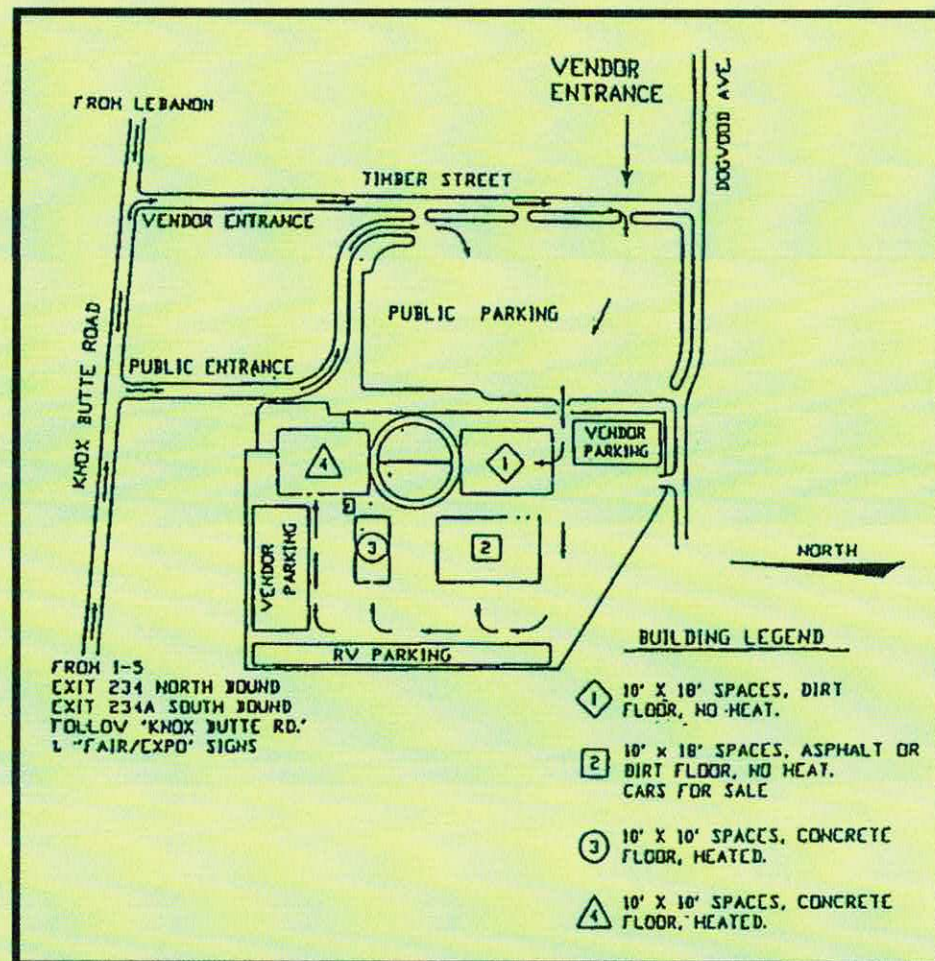 VENDOR
ENTRANCE
DOGWOOD AVE.
FROM LEBANON
TIMBER STREET
VENDOR ENTRANCE
PUBLIC PARKING
KNOX BUTTE ROAD
PUBLIC ENTRANCE
VENDOR
PARKING
4
1
3
2
VENDOR
PARKING
NORTH
RV PARKING
BUILDING LEGEND
FROM I-5
EXIT 234 NORTH BOUND
EXIT 234A SOUTH BOUND
FOLLOW "KNOX BUTTE RD."
& "FAIR/EXPO" SIGNS
1 10' X 18' SPACES, DIRT
FLOOR, NO HEAT.
2 10' X 18' SPACES, ASPHALT OR
DIRT FLOOR, NO HEAT.
CARS FOR SALE
3 10' X 10' SPACES, CONCRETE
FLOOR, HEATED.
4 10' X 10' SPACES, CONCRETE
FLOOR, HEATED.